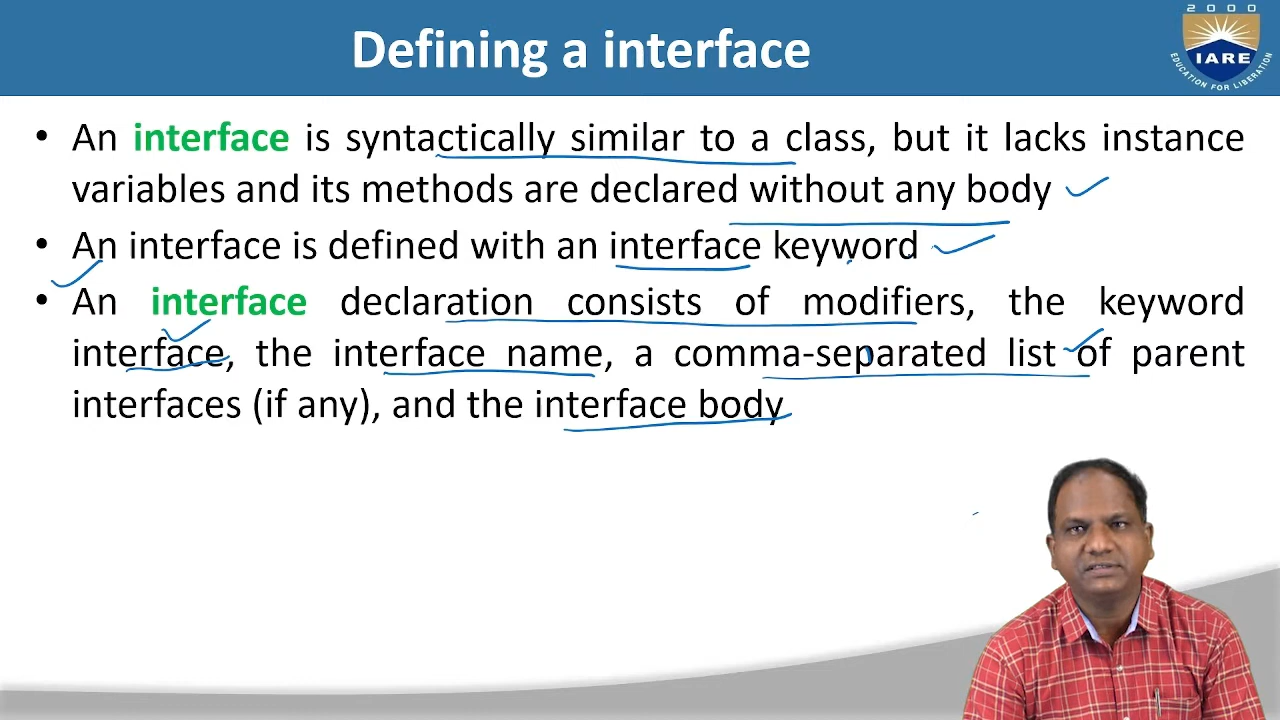 Defining a interface
2000
IARE
EDUCATION FOR LIBERATION
• An interface is syntactically similar to a class, but it lacks instance
variables and its methods are declared without any body
• An interface is defined with an interface keyword
• An interface declaration consists of modifiers, the keyword
interface, the interface name, a comma-separated list of parent
interfaces (if any), and the interface body